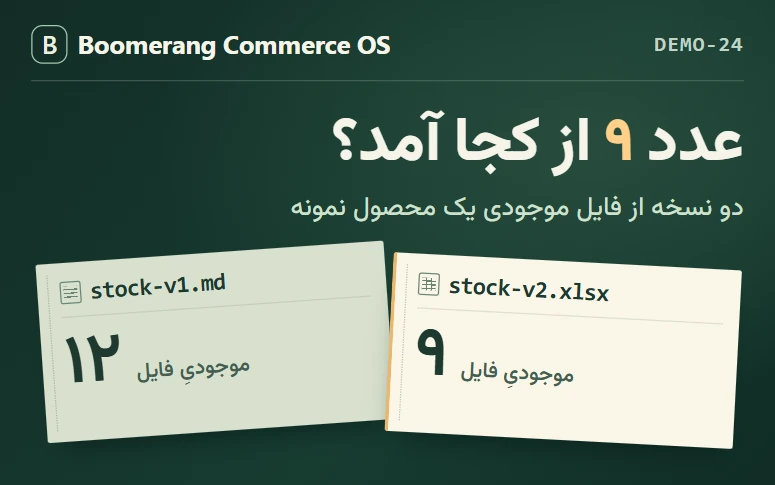 B Boomerang Commerce OS
DEMO-24
عدد ۹ از کجا آمد؟
دو نسخه از فایل موجودی یک محصول نمونه
stock-v1.md
۱۲ موجودیِ فایل
stock-v2.xlsx
۹ موجودیِ فایل